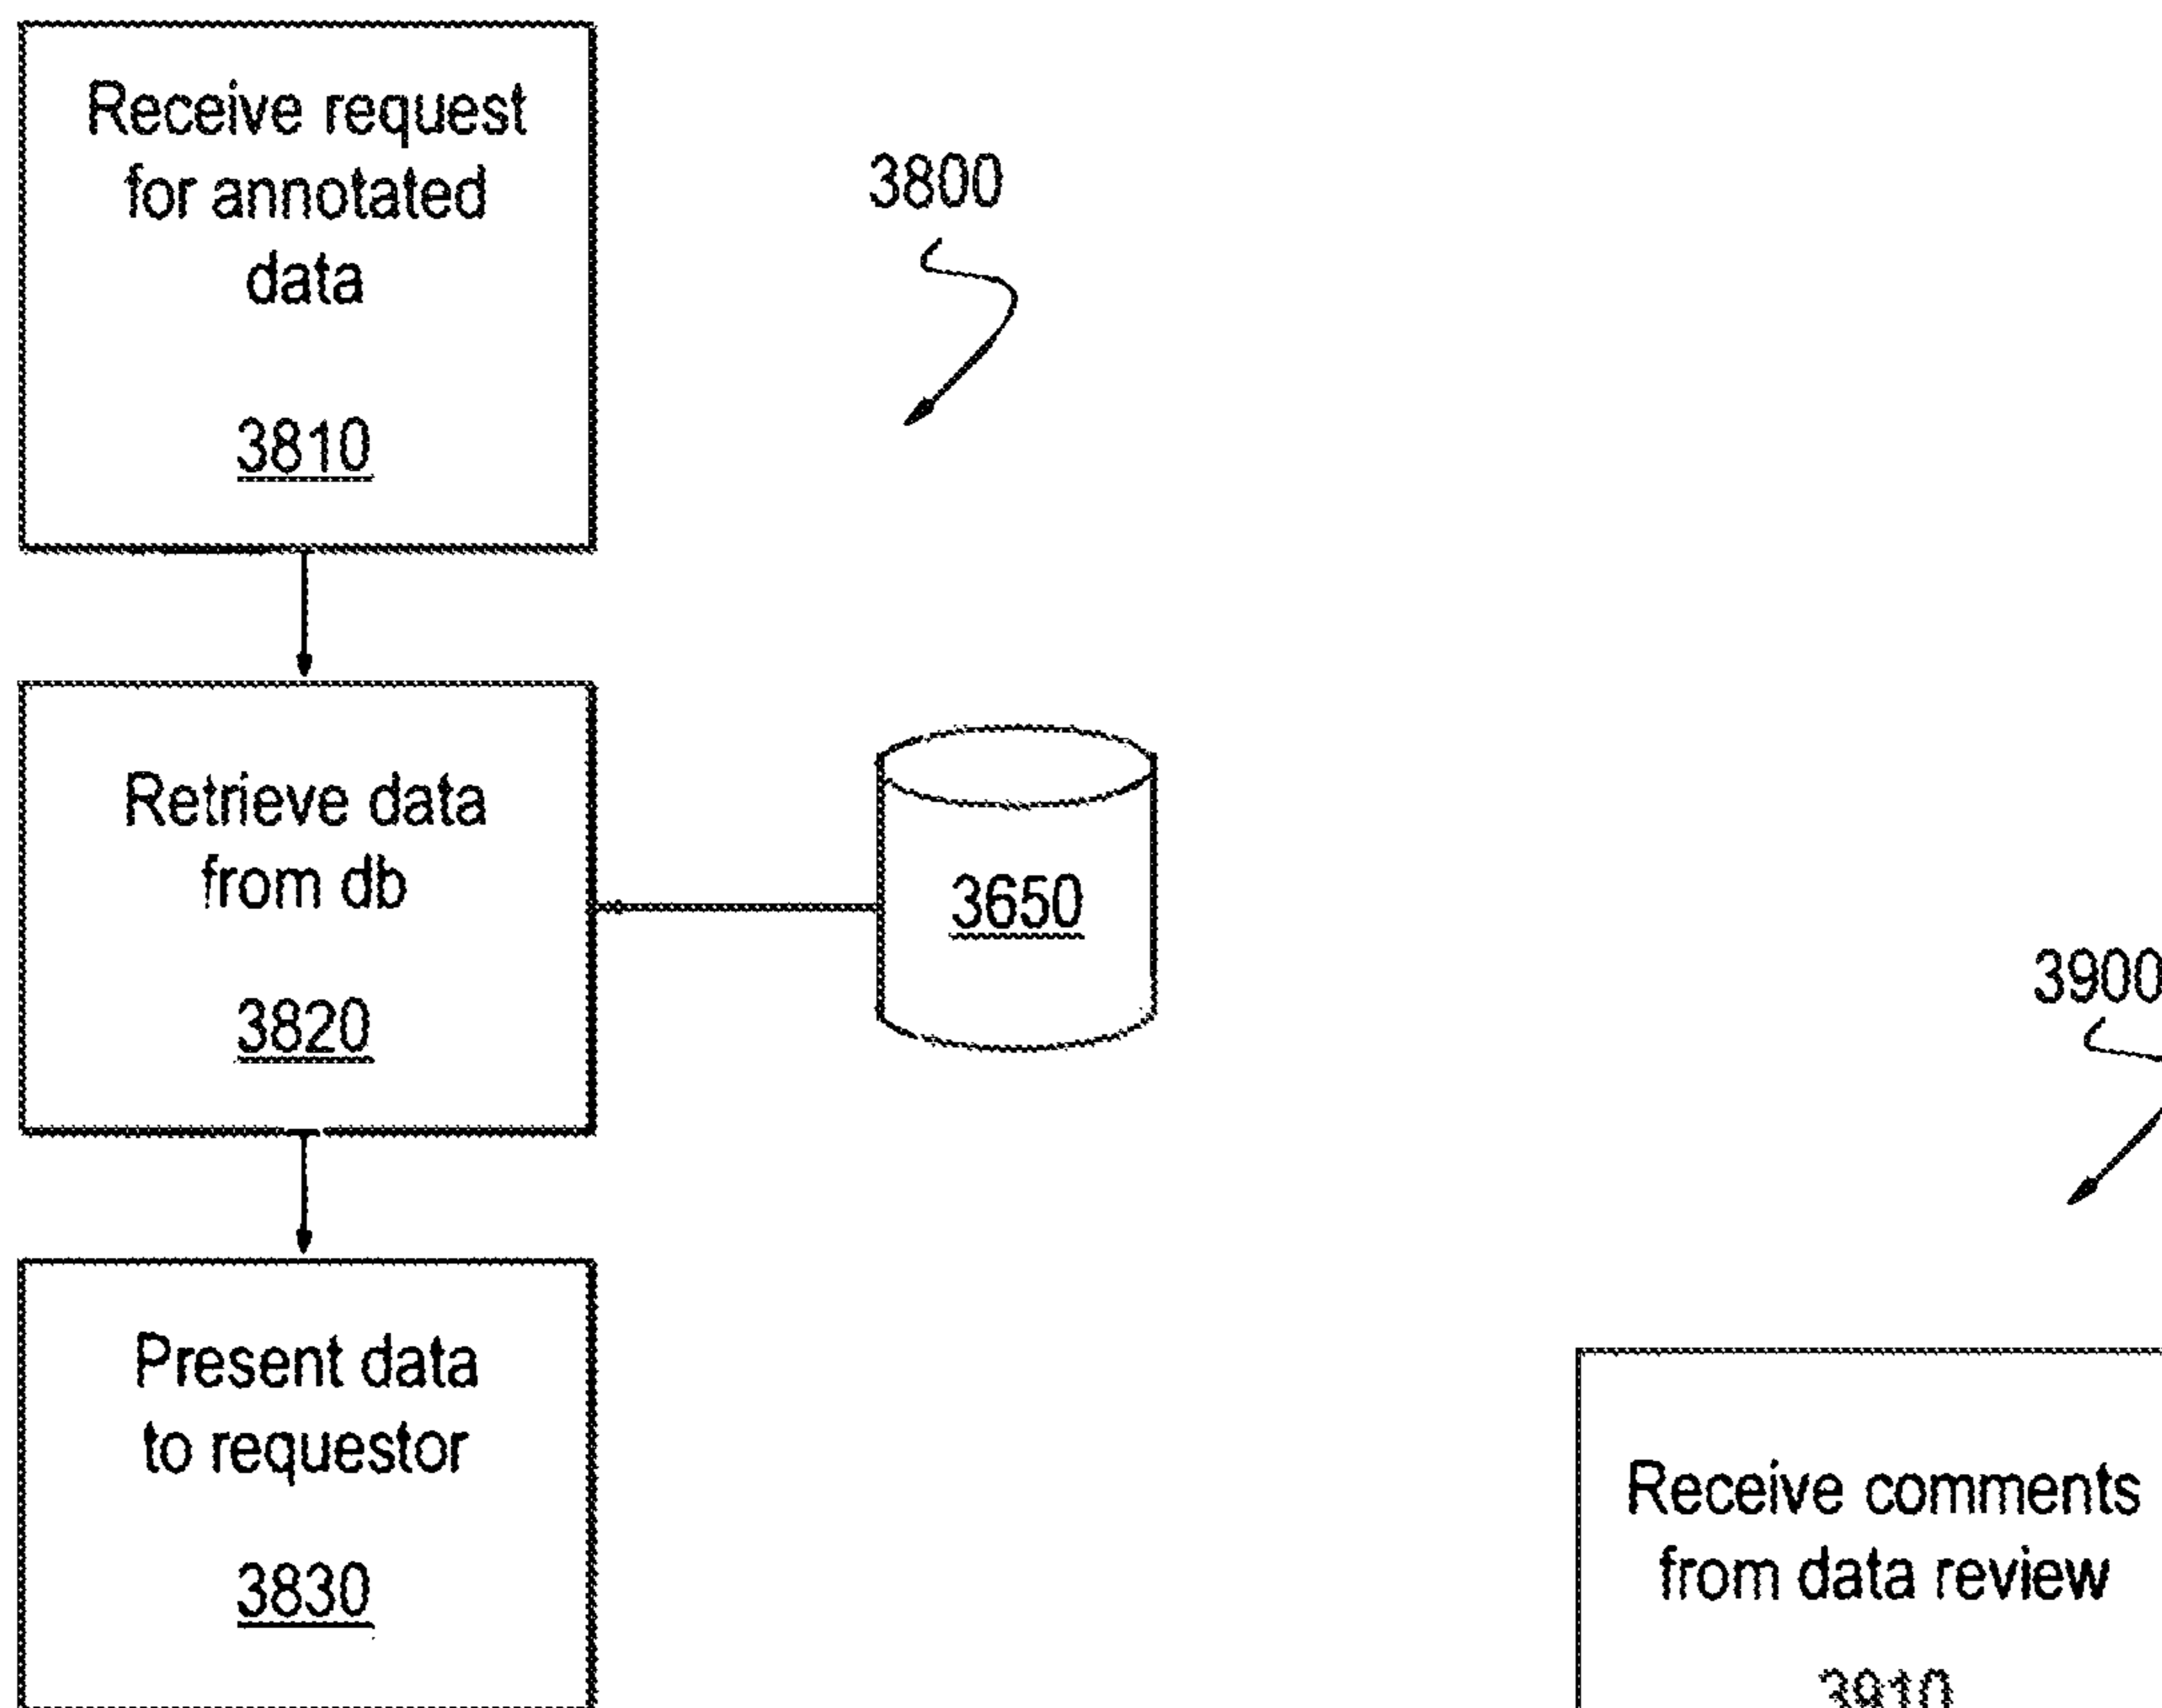 Receive request
for annotated
data
3810
3800
Retrieve data
from db
3820
3650
Present data
to requestor
3830
3900
Receive comments
from data review
3910